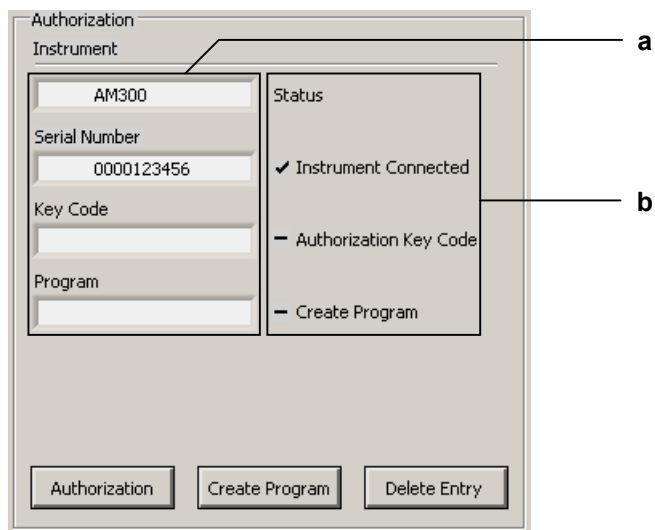 Authorization
Instrument
a
AM300
Status
Serial Number
0000123456
Instrument Connected
b
Key Code
Authorization Key Code
Program
Create Program
Authorization
Create Program
Delete Entry